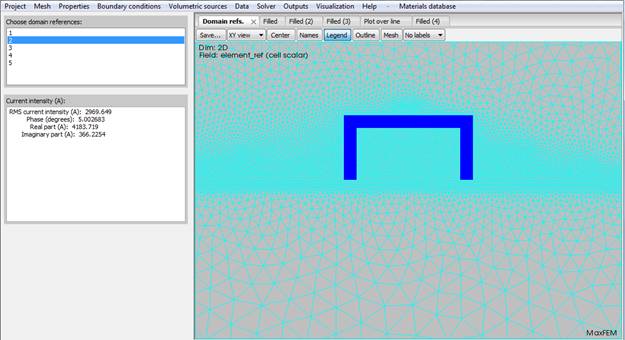 Project Mesh Properties Boundary conditions Volumetric sources Data Solver Outputs Visualization Help - Materials database
Choose domain references:
1
2
3
4
5
Current intensity (A):
RMS current intensity (A): 2969.649
Phase (degrees): 5.002683
Real part (A): 4183.719
Imaginary part (A): 366.2254
Domain refs. × Filled Filled (2) Filled (3) Plot over line Filled (4)
Save... XY view Center Names Legend Outline Mesh No labels
Dim: 2D
Field: element_ref (cell scalar)
MaxFEM